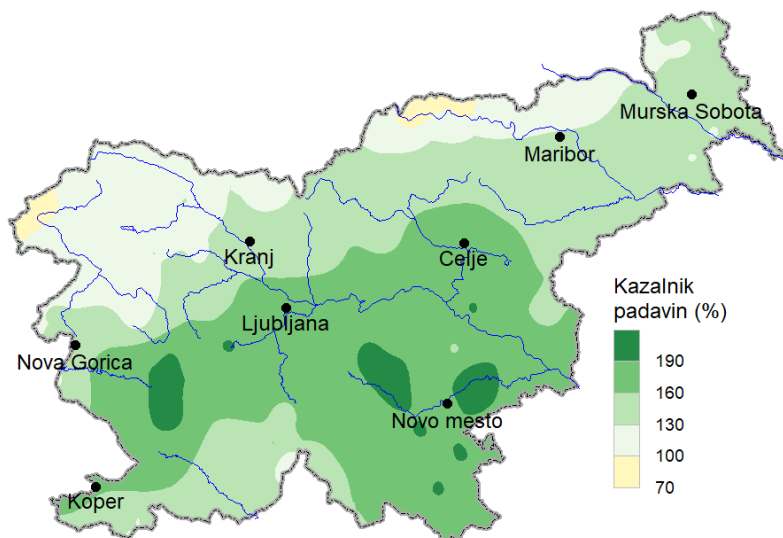 Murska Sobota
Maribor
Kranj
Celje
Ljubljana
Nova Gorica
Novo mesto
Koper
Kazalnik
padavin (%)
190
160
130
100
70